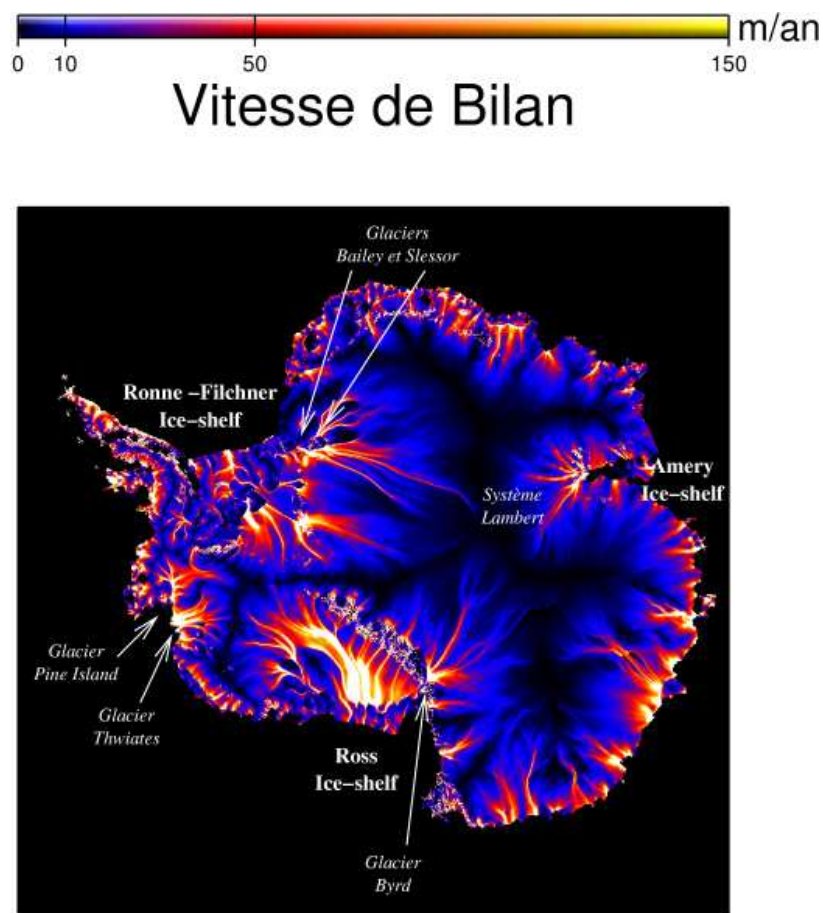 m/an
0 10 50 150
Vitesse de Bilan
Glaciers
Bailey et Slessor
Ronne -Filchner
Ice-shelf
Amery
Ice-shelf
Système
Lambert
Glacier
Pine Island
Glacier
Thwiates
Ross
Ice-shelf
Glacier
Byrd